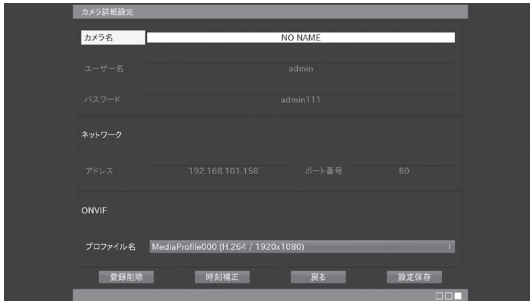 カメラ詳細設定
カメラ名 NO NAME
ユーザー名 admin
パスワード admin111
ネットワーク
アドレス 192.168.101.158 ポート番号 80
ONVIF
プロファイル名 MediaProfile000 (H.264 / 1920x1080)
登録削除 時刻補正 戻る 設定保存